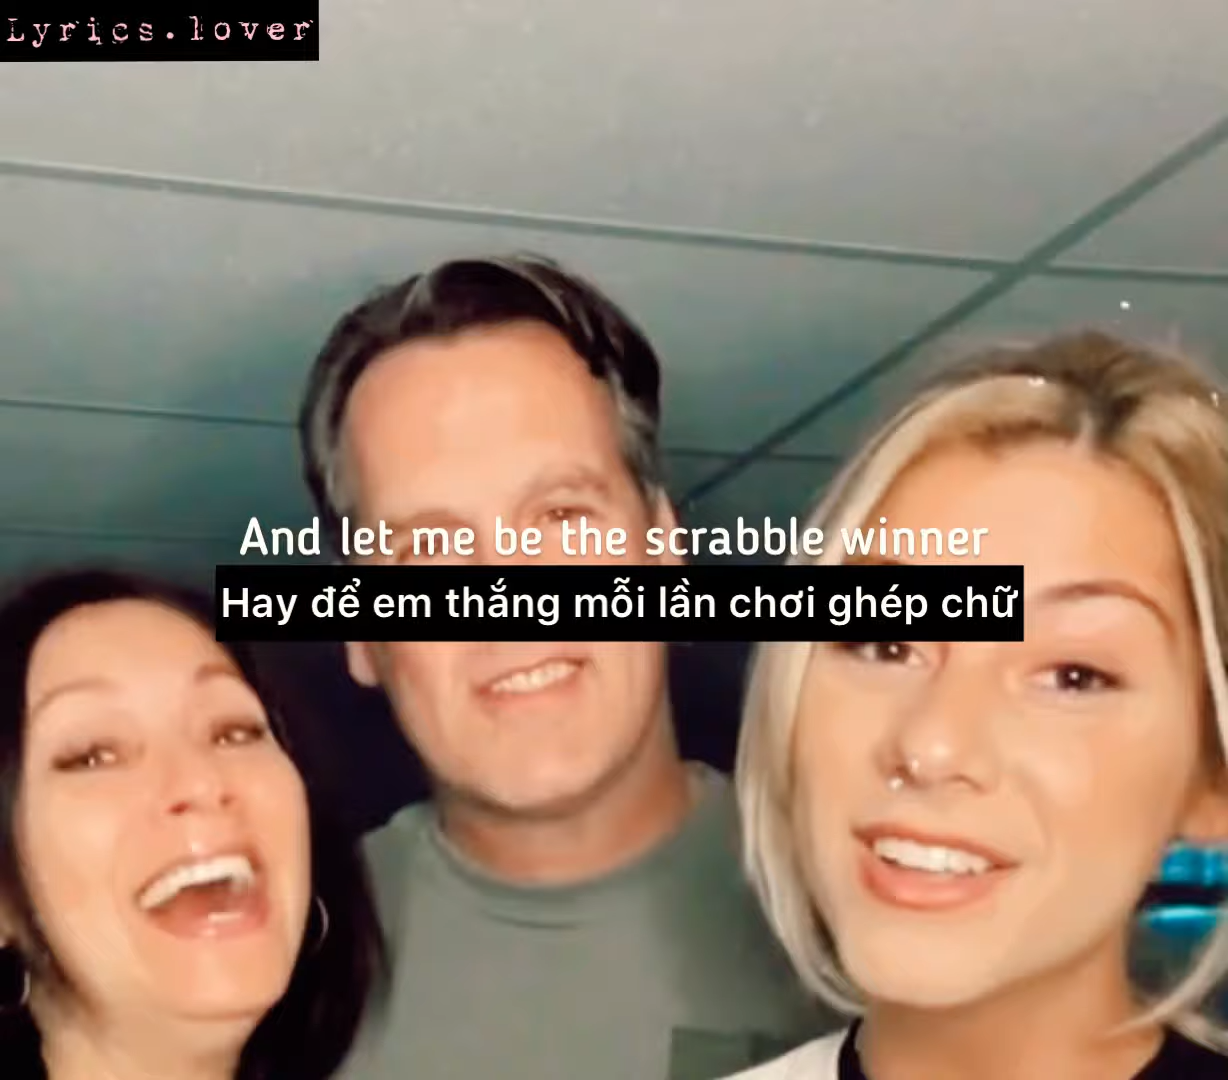 Lyrics.lover
And let me be the scrabble winner
Hay để em thắng mỗi lần chơi ghép chữ